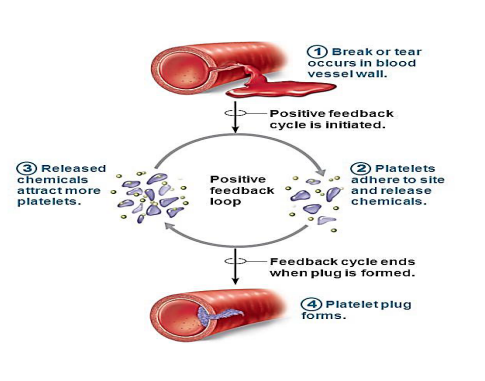 ① Break or tear
occurs in blood
vessel wall.
Positive feedback
cycle is initiated.
③ Released
chemicals
attract more
platelets.
Positive
feedback
loop
② Platelets
adhere to site
and release
chemicals.
Feedback cycle ends
when plug is formed.
④ Platelet plug
forms.